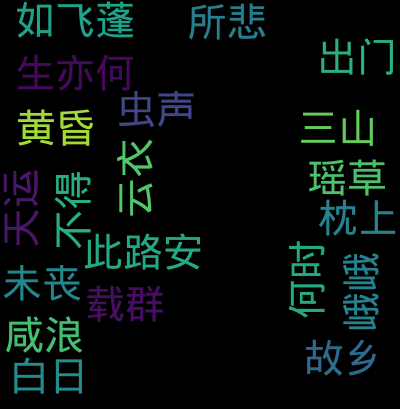 如飞蓬
所悲
出门
生亦何
虫声
黄昏
三山
云衣
瑶草
天运
不得
枕上
此路安
何时
峨峨
未丧
载群
咸浪
故乡
白日